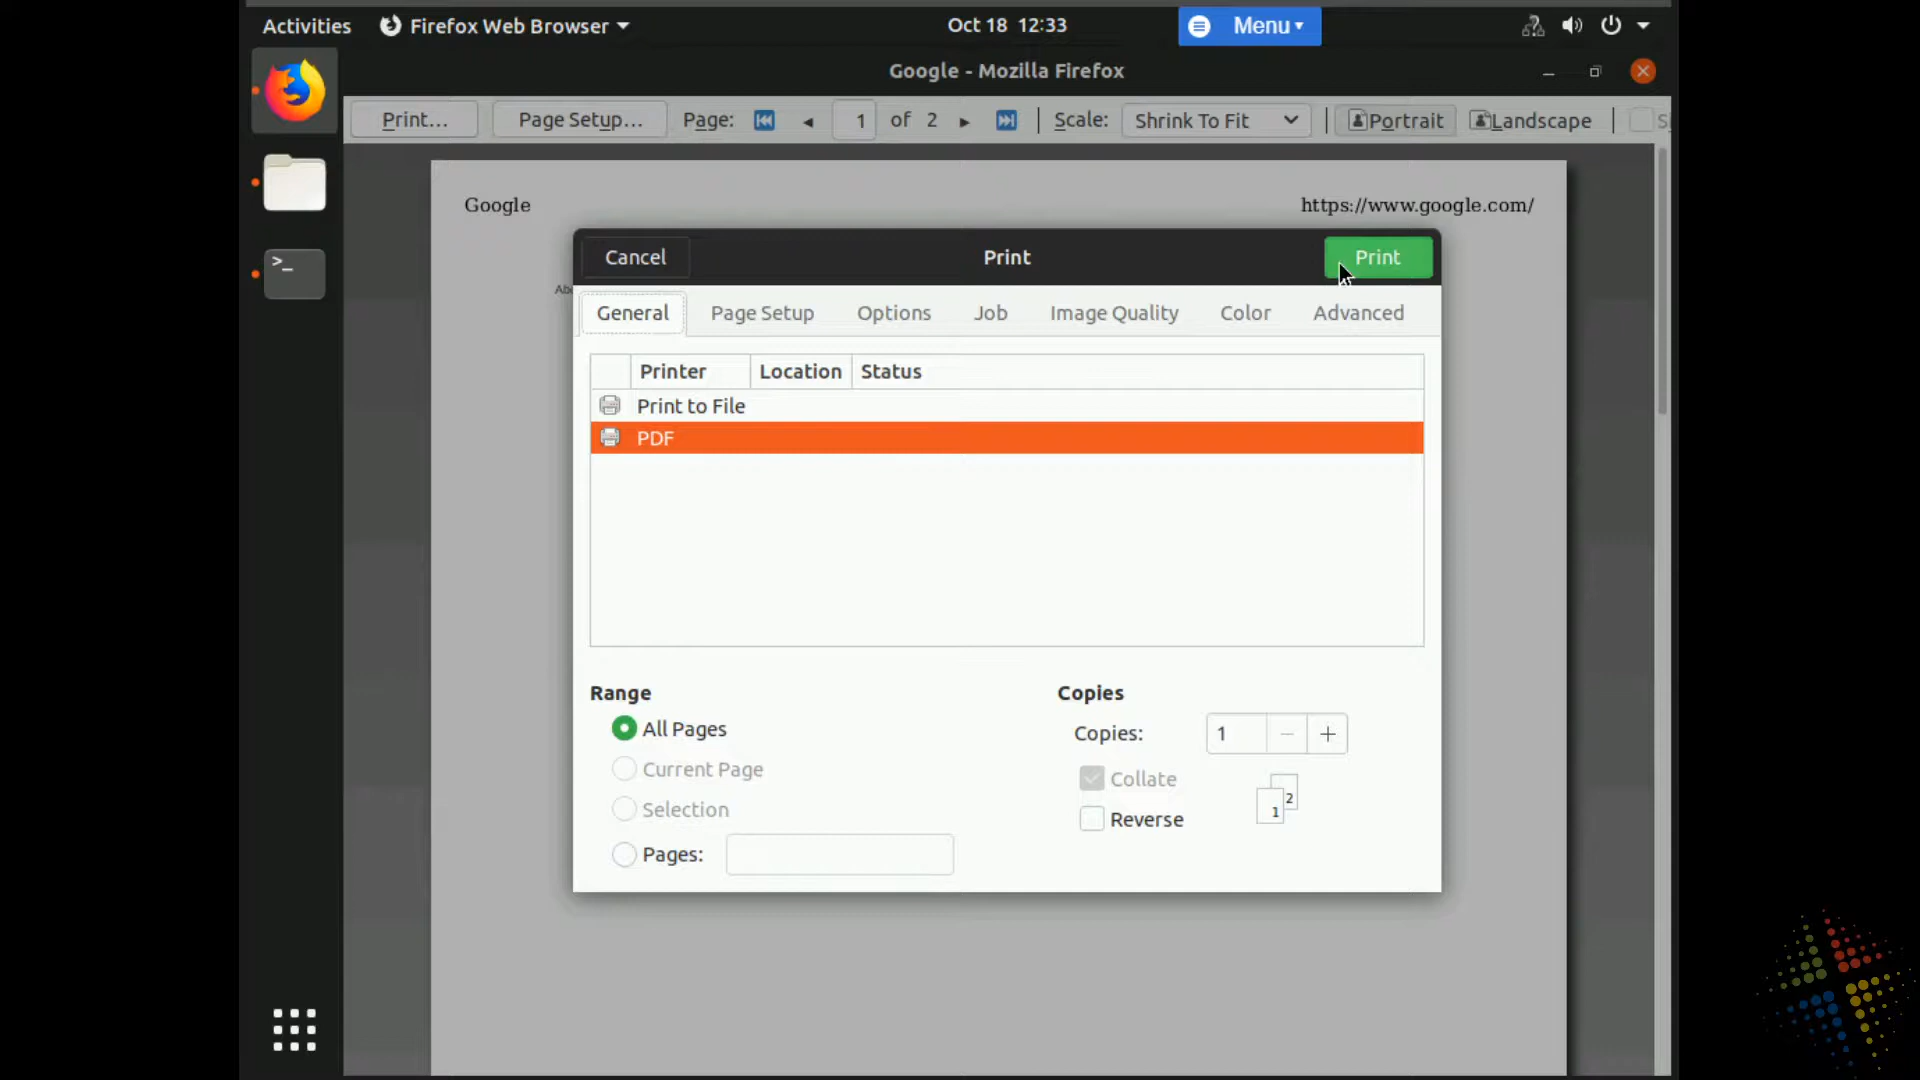 Activities Firefox Web Browser Oct 18 12:33 Menu
Google - Mozilla Firefox
Print... Page Setup... Page: 1 of 2 Scale: Shrink To Fit Portrait Landscape
Google https://www.google.com/
Cancel Print Print
General Page Setup Options Job Image Quality Color Advanced
Printer Location Status
Print to File
PDF
Range Copies
All Pages Copies: 1
Current Page Collate
Selection Reverse
Pages:
1 2
>_